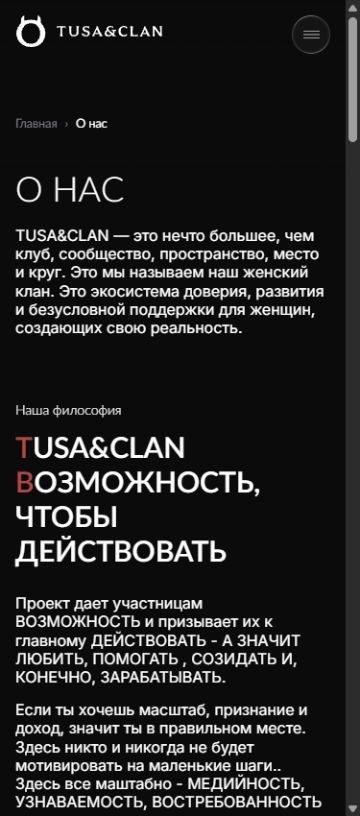 TUSA&CLAN
Главная › О нас
О НАС
TUSA&CLAN — это нечто большее, чем
клуб, сообщество, пространство, место
и круг. Это мы называем наш женский
клан. Это экосистема доверия, развития
и безусловной поддержки для женщин,
создающих свою реальность.
Наша философия
TUSA&CLAN
ВОЗМОЖНОСТЬ,
ЧТОБЫ
ДЕЙСТВОВАТЬ
Проект дает участницам
ВОЗМОЖНОСТЬ и призывает их к
главному ДЕЙСТВОВАТЬ - А ЗНАЧИТ
ЛЮБИТЬ, ПОМОГАТЬ , СОЗИДАТЬ И,
КОНЕЧНО, ЗАРАБАТЫВАТЬ.
Если ты хочешь масштаб, признание и
доход, значит ты в правильном месте.
Здесь никто и никогда не будет
мотивировать на маленькие шаги..
Здесь все маштабно - МЕДИЙНОСТЬ,
УЗНАВАЕМОСТЬ, ВОСТРЕБОВАННОСТЬ